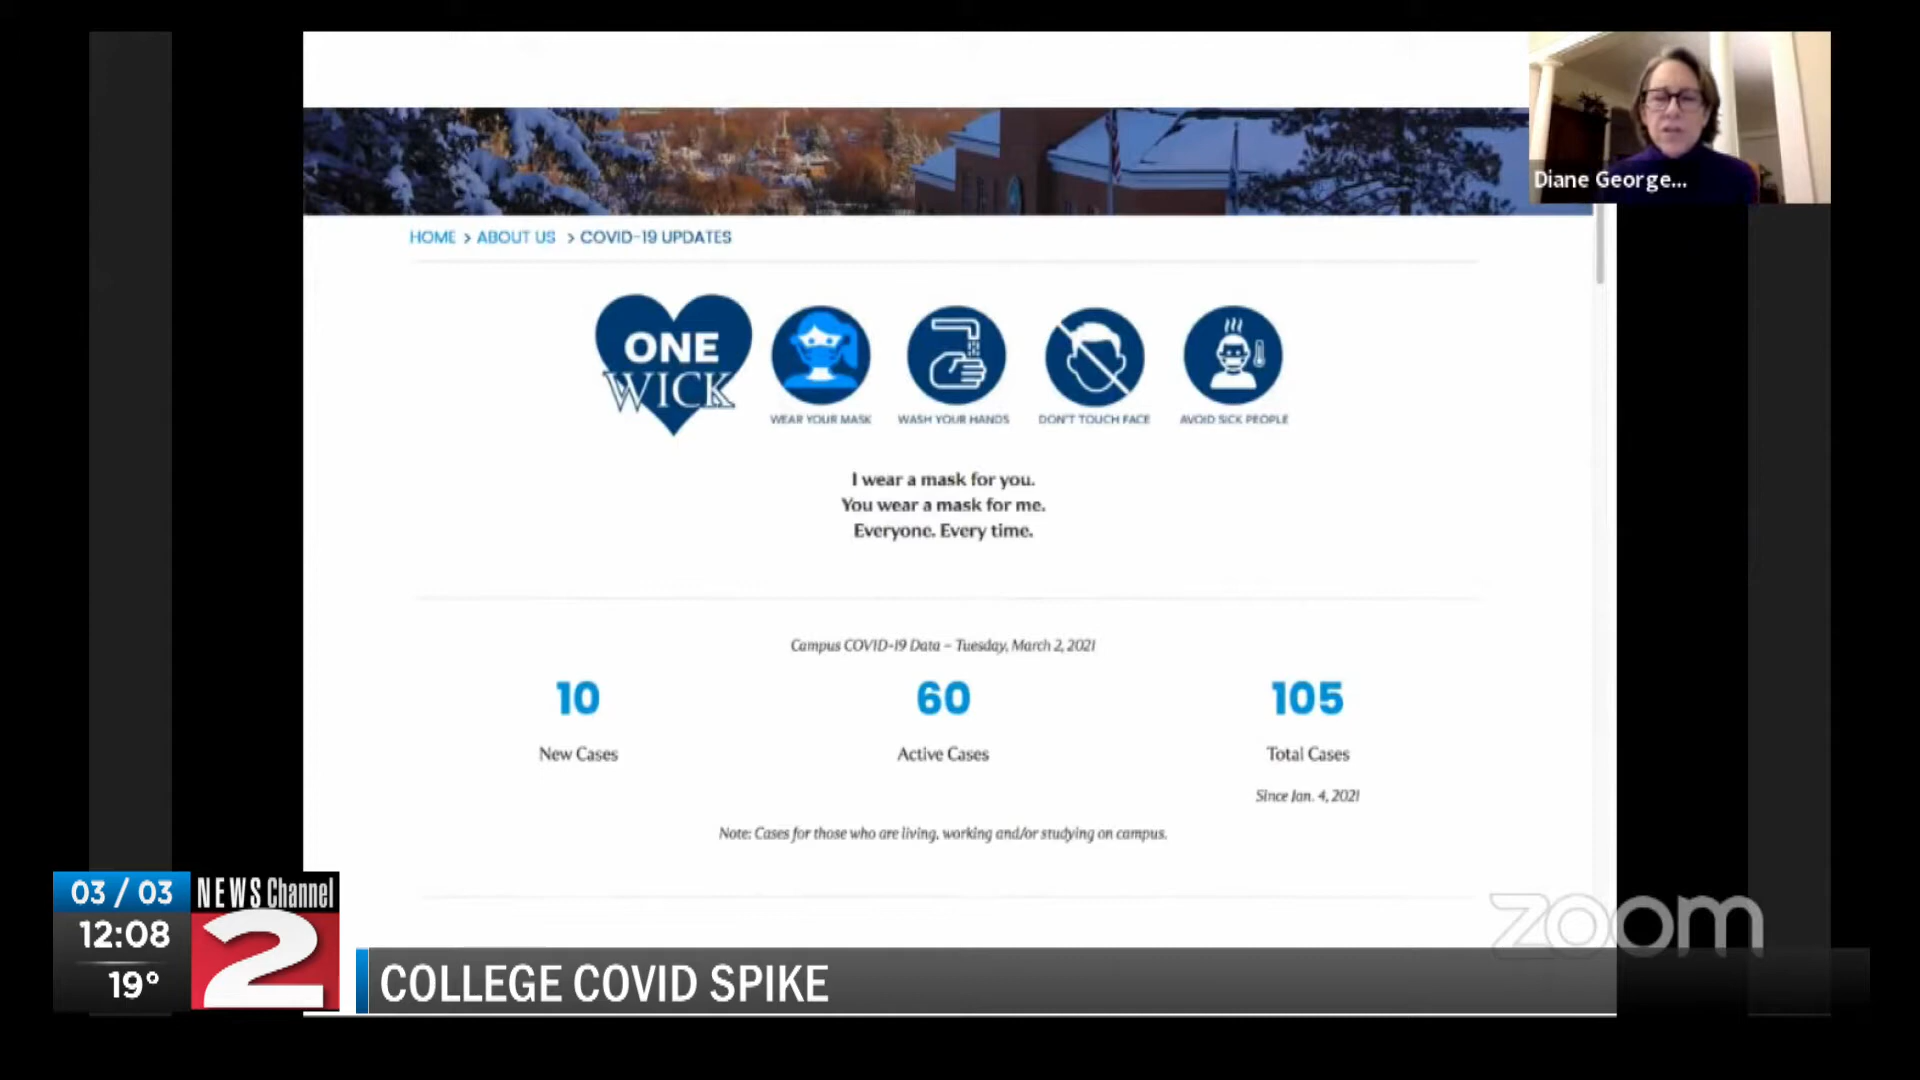 Diane George...
HOME > ABOUT US > COVID-19 UPDATES
ONE
WICK
WEAR YOUR MASK
WASH YOUR HANDS
DON'T TOUCH FACE
AVOID SICK PEOPLE
I wear a mask for you.
You wear a mask for me.
Everyone. Every time.
Campus COVID-19 Data – Tuesday, March 2, 2021
10
60
105
New Cases
Active Cases
Total Cases
Since Jan. 4, 2021
Note: Cases for those who are living, working and/or studying on campus.
03 / 03
NEWS Channel
2
12:08
19°
zoom
COLLEGE COVID SPIKE